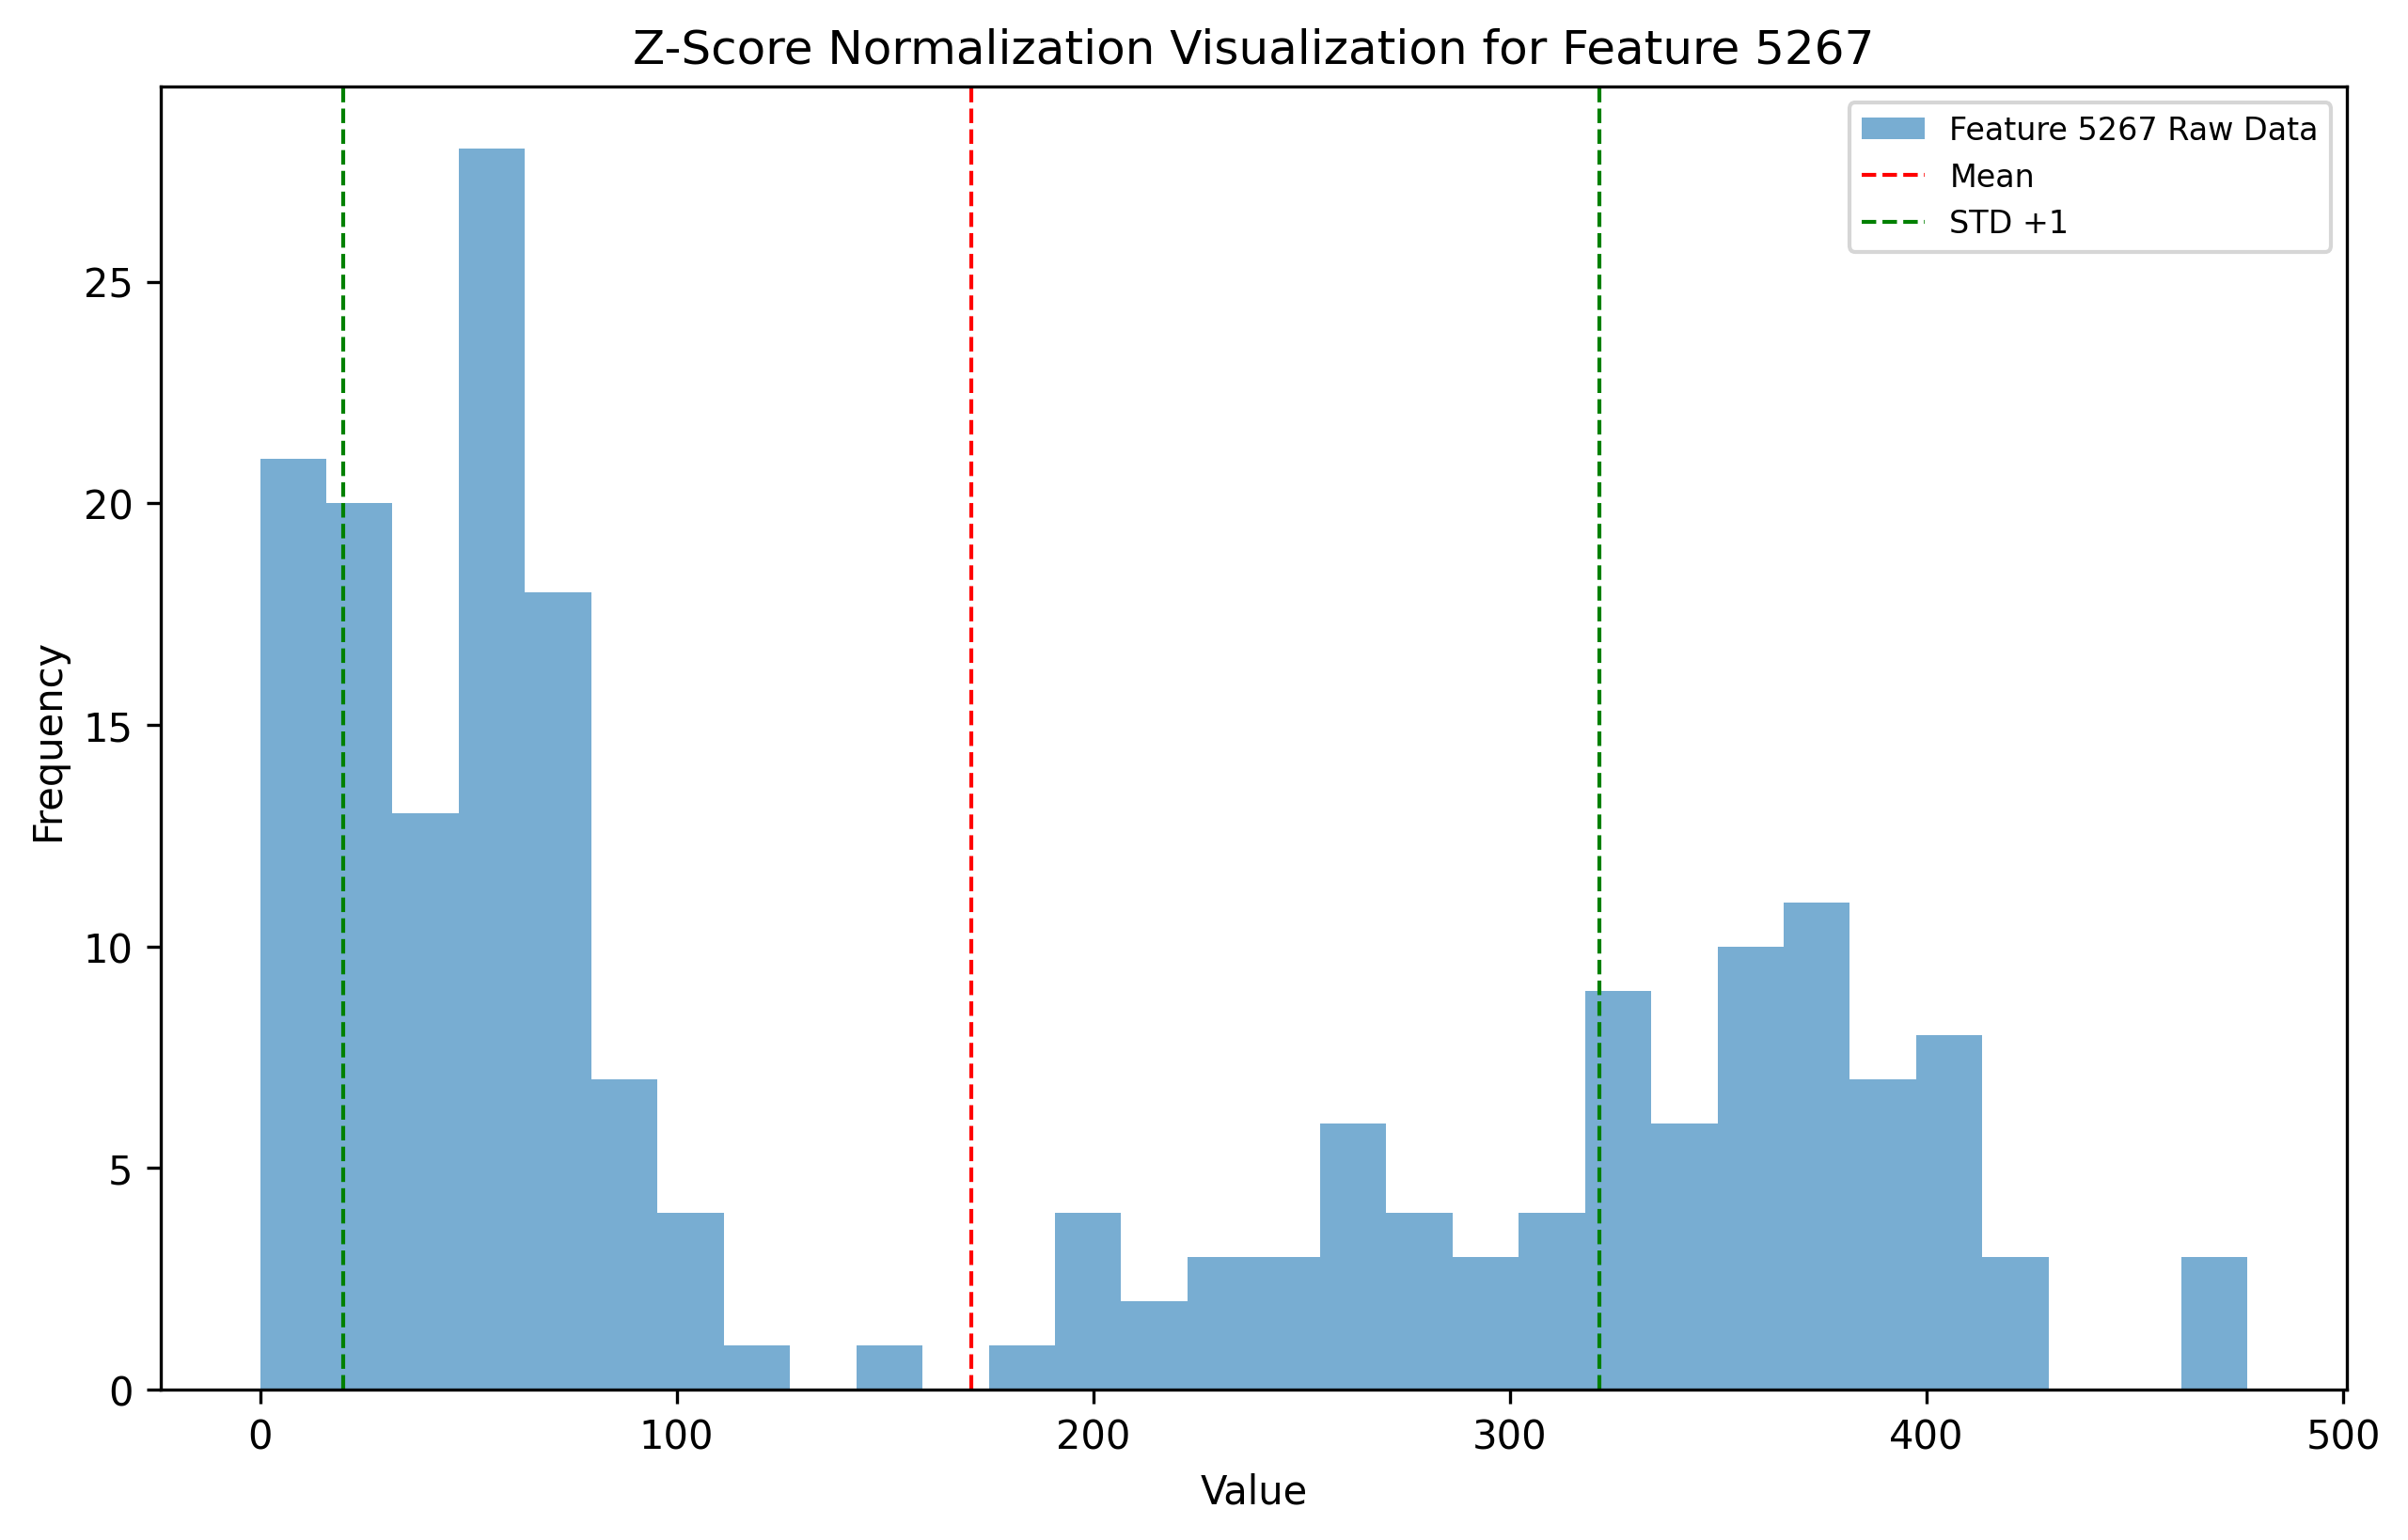 Z-Score Normalization Visualization for Feature 5267
Feature 5267 Raw Data
Mean
STD +1
25
20
15
10
5
0
Frequency
0 100 200 300 400 500
Value